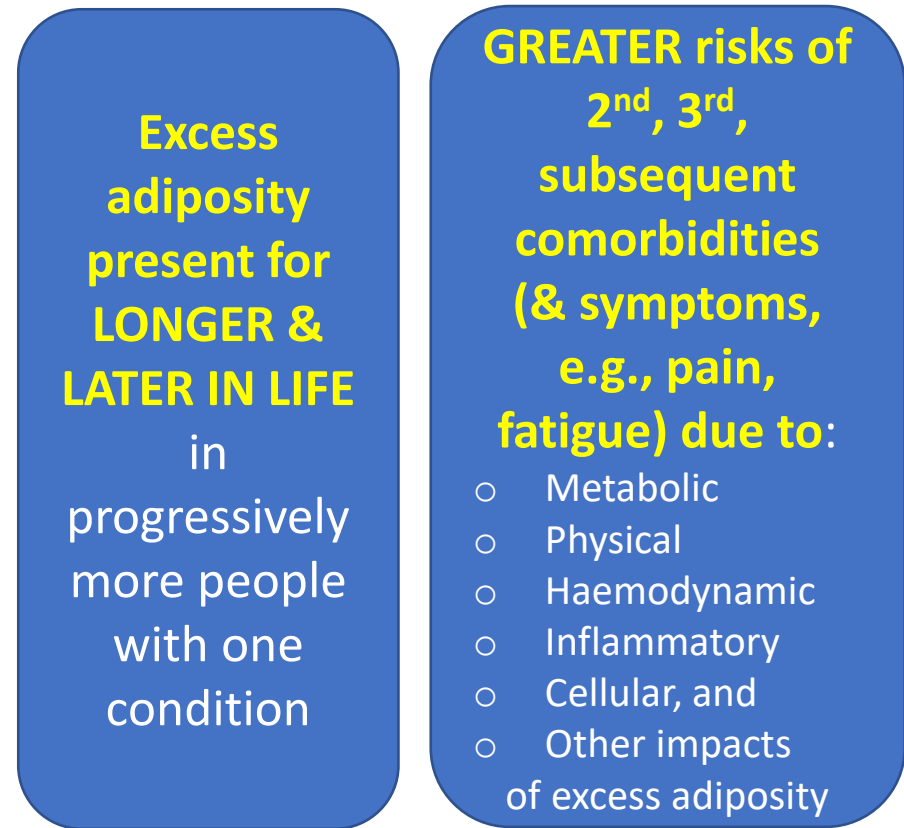 Excess
adiposity
present for
LONGER &
LATER IN LIFE
in
progressively
more people
with one
condition
GREATER risks of
2nd, 3rd,
subsequent
comorbidities
(& symptoms,
e.g., pain,
fatigue) due to:
o Metabolic
o Physical
o Haemodynamic
o Inflammatory
o Cellular, and
o Other impacts
of excess adiposity